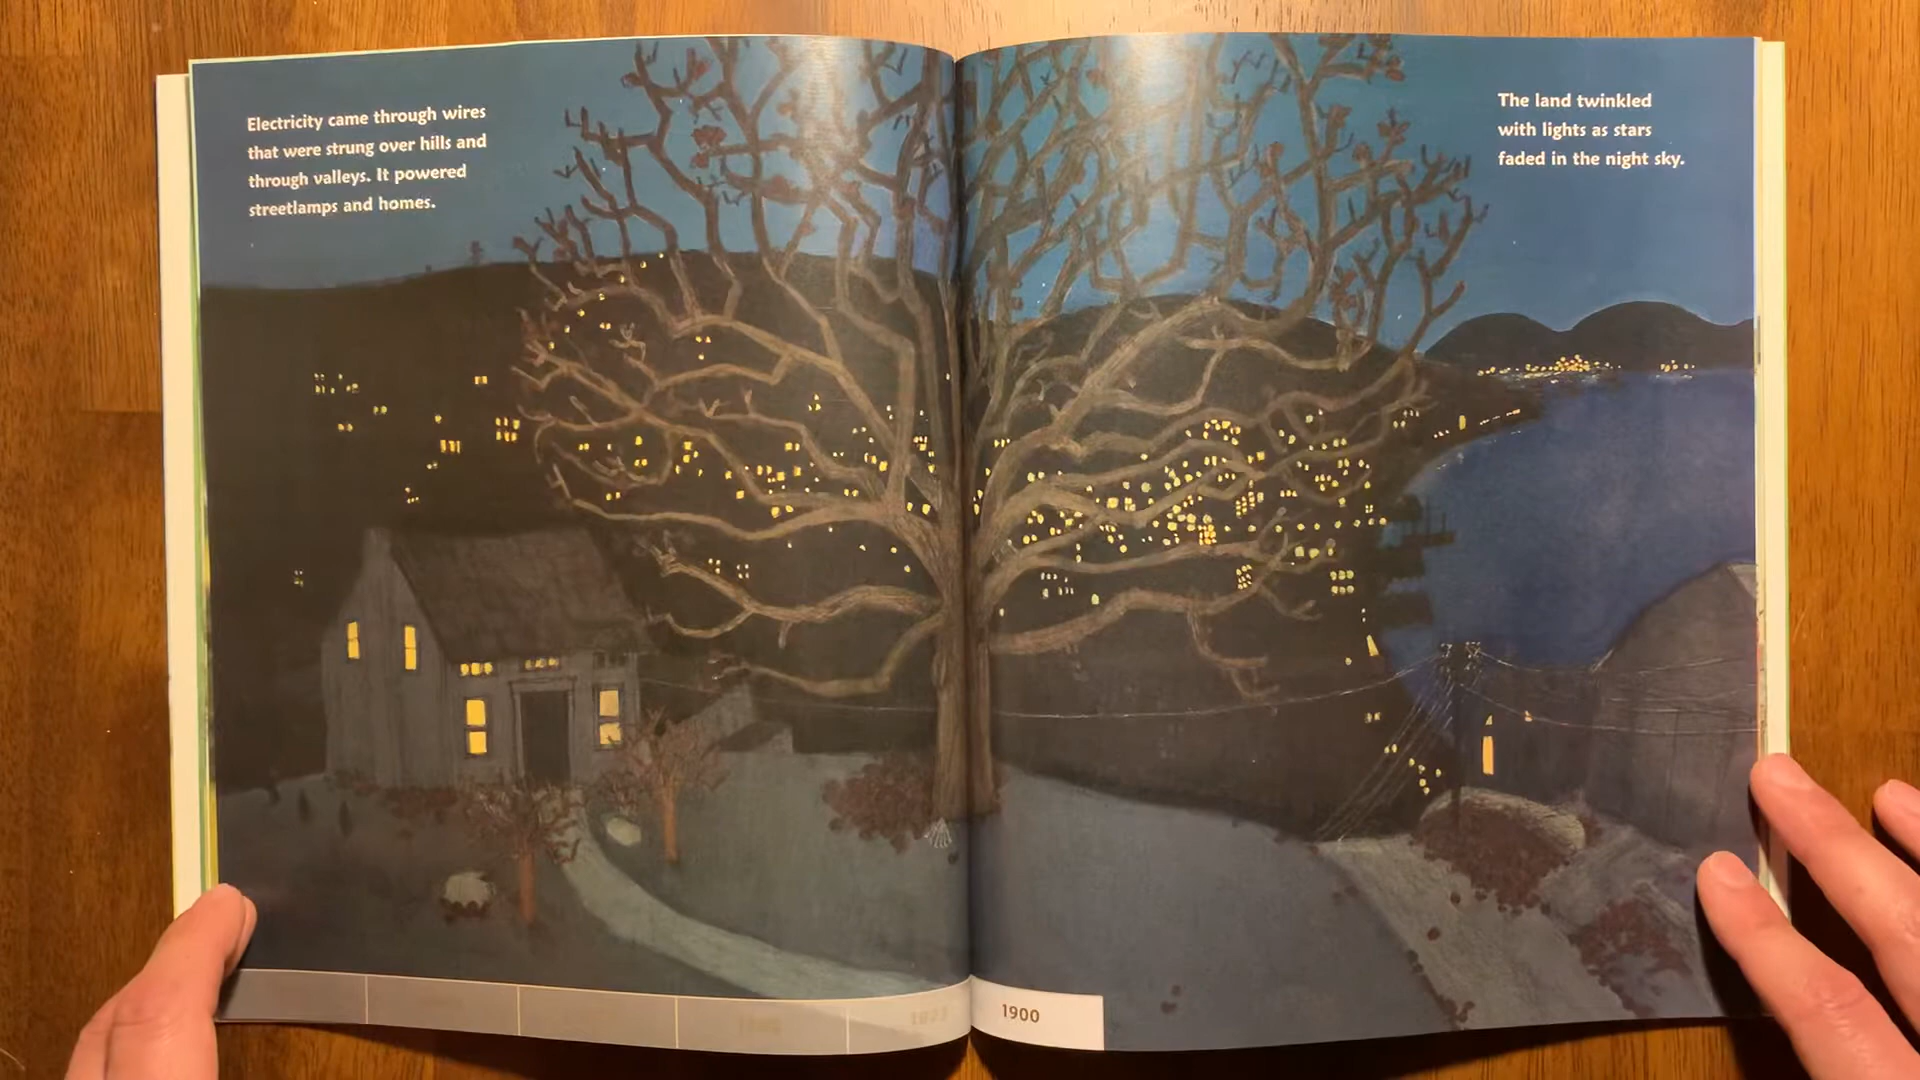 Electricity came through wires
that were strung over hills and
through valleys. It powered
streetlamps and homes.
The land twinkled
with lights as stars
faded in the night sky.
1900